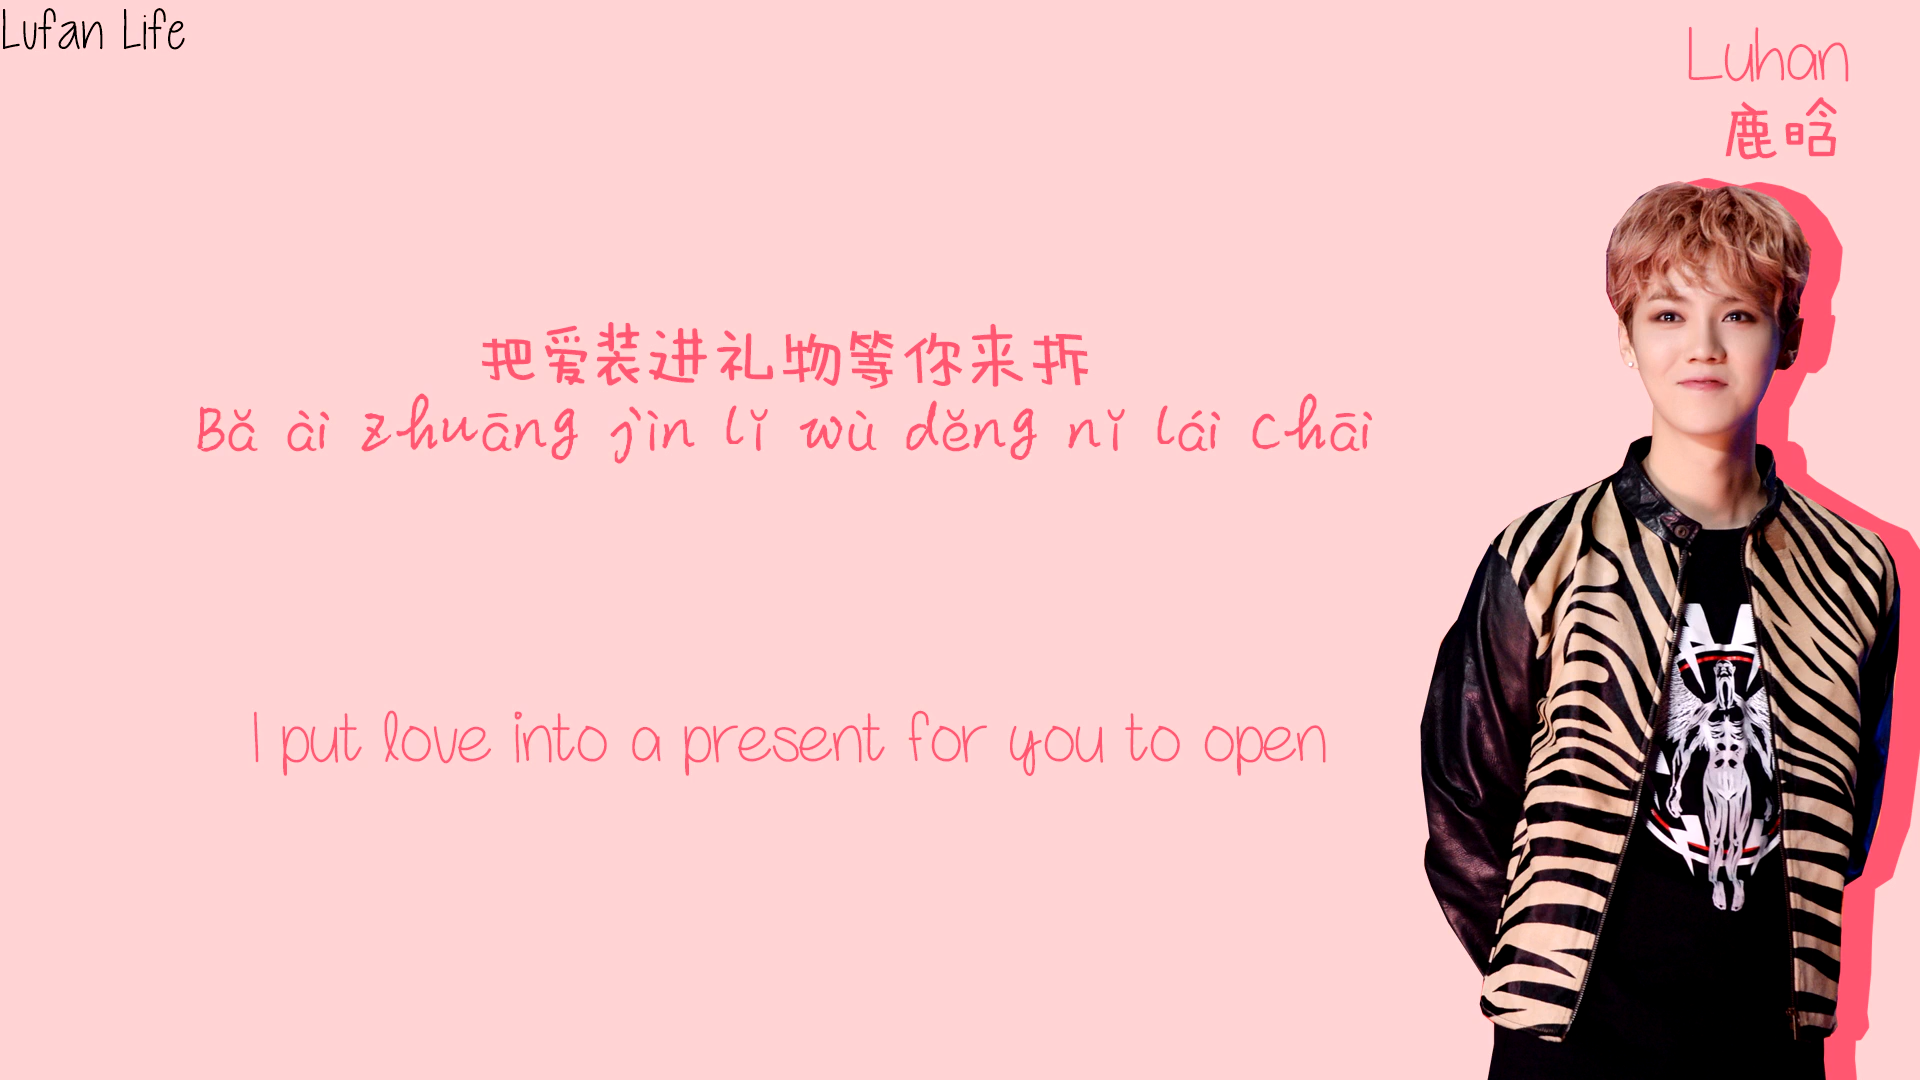 Lufan Life
Luhan
鹿晗
把爱装进礼物等你来拆
Bǎ ài zhuāng jìn lǐ wù děng nǐ lái chāi
I put love into a present for you to open